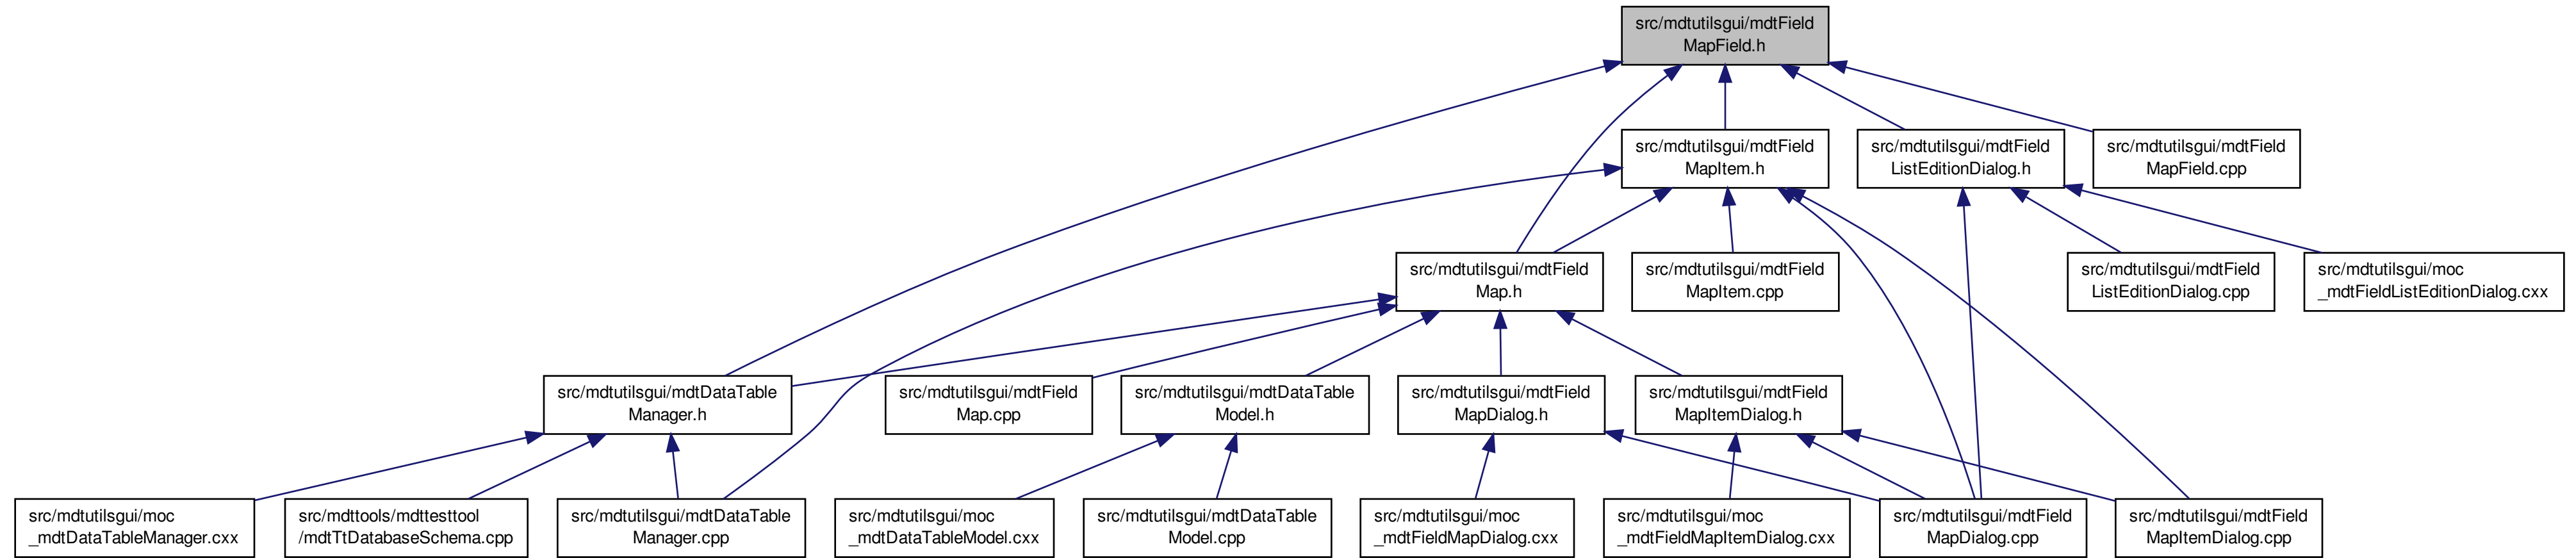 src/mdtutilsgui/mdtField
MapField.h
src/mdtutilsgui/mdtField
MapItem.h
src/mdtutilsgui/mdtField
ListEditionDialog.h
src/mdtutilsgui/mdtField
MapField.cpp
src/mdtutilsgui/mdtField
Map.h
src/mdtutilsgui/mdtField
MapItem.cpp
src/mdtutilsgui/mdtField
ListEditionDialog.cpp
src/mdtutilsgui/moc
_mdtFieldListEditionDialog.cxx
src/mdtutilsgui/mdtDataTable
Manager.h
src/mdtutilsgui/mdtField
Map.cpp
src/mdtutilsgui/mdtDataTable
Model.h
src/mdtutilsgui/mdtField
MapDialog.h
src/mdtutilsgui/mdtField
MapItemDialog.h
src/mdtutilsgui/moc
_mdtDataTableManager.cxx
src/mdttools/mdttesttool
/mdtTtDatabaseSchema.cpp
src/mdtutilsgui/mdtDataTable
Manager.cpp
src/mdtutilsgui/moc
_mdtDataTableModel.cxx
src/mdtutilsgui/mdtDataTable
Model.cpp
src/mdtutilsgui/moc
_mdtFieldMapDialog.cxx
src/mdtutilsgui/moc
_mdtFieldMapItemDialog.cxx
src/mdtutilsgui/mdtField
MapDialog.cpp
src/mdtutilsgui/mdtField
MapItemDialog.cpp